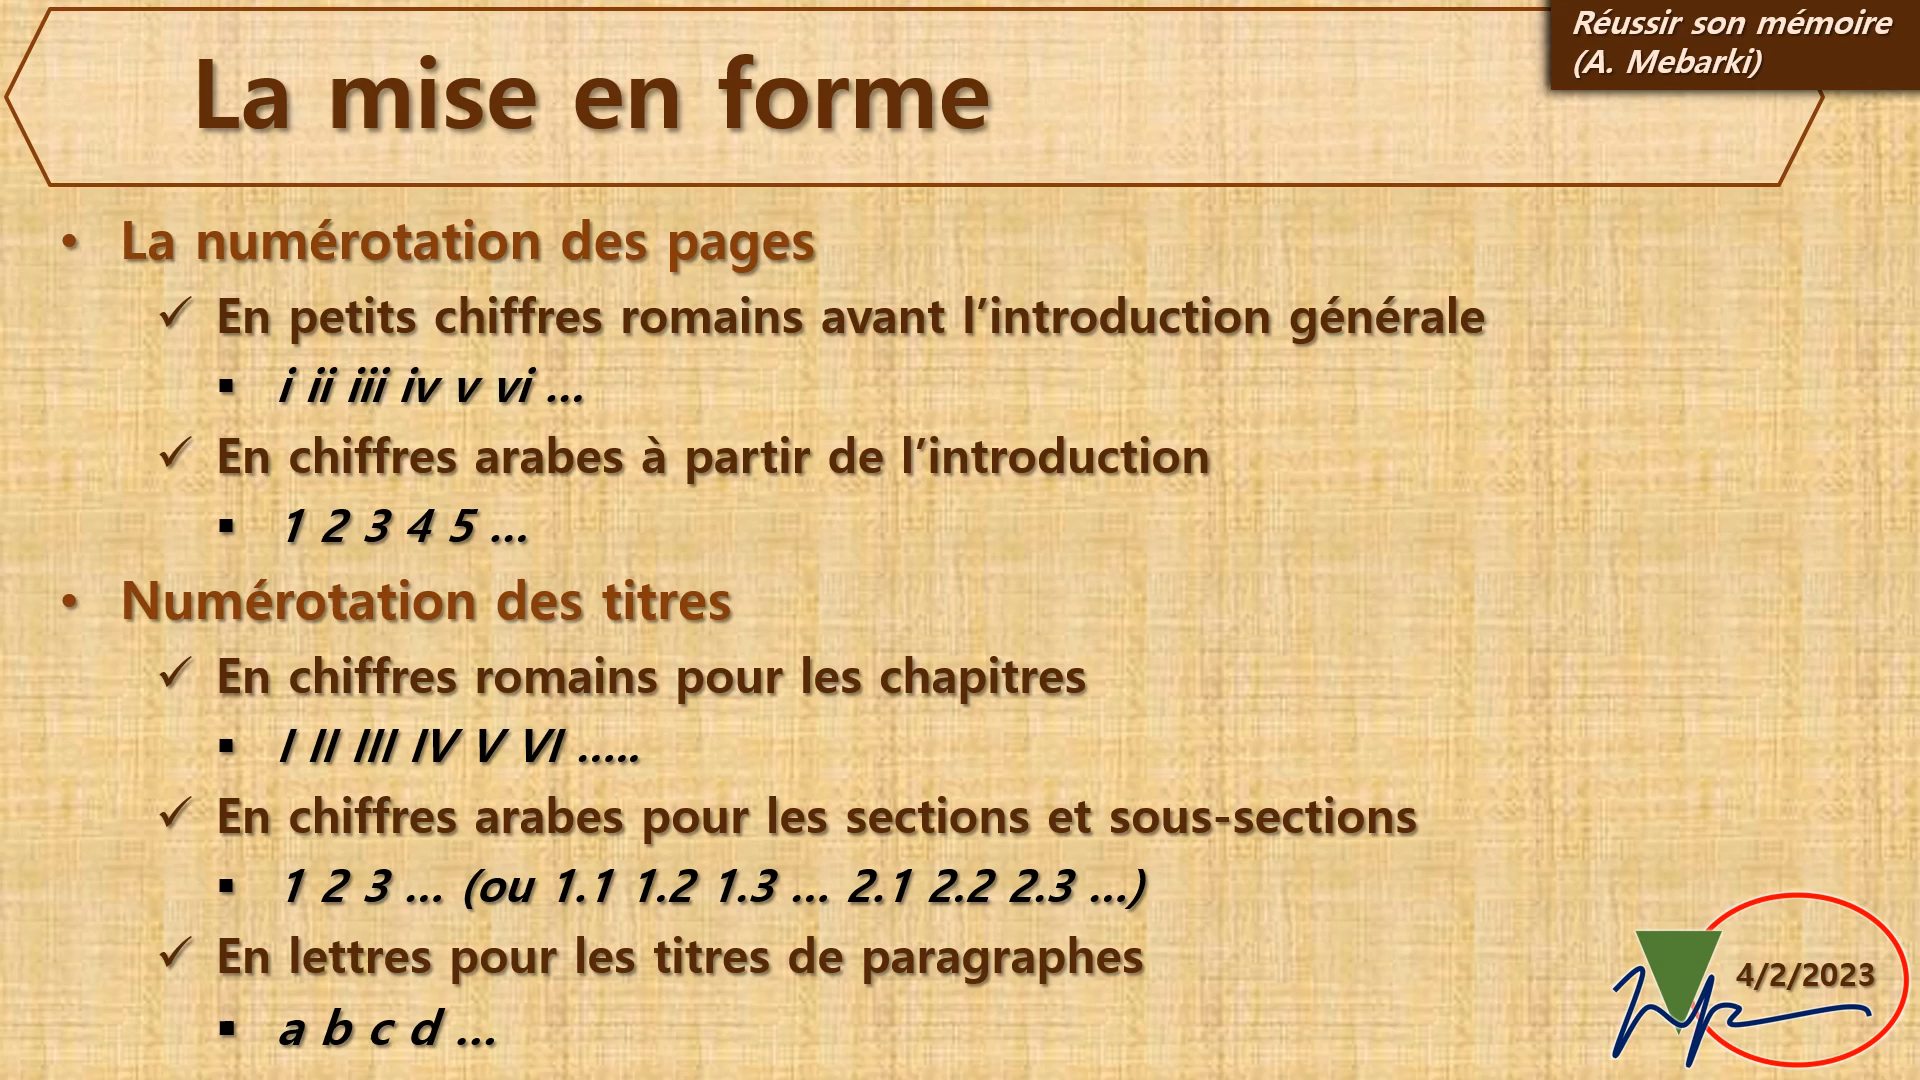 Réussir son mémoire
(A. Mebarki)
La mise en forme
• La numérotation des pages
✓ En petits chiffres romains avant l’introduction générale
▪ i ii iii iv v vi …
✓ En chiffres arabes à partir de l’introduction
▪ 1 2 3 4 5 …
• Numérotation des titres
✓ En chiffres romains pour les chapitres
▪ I II III IV V VI …..
✓ En chiffres arabes pour les sections et sous-sections
▪ 1 2 3 … (ou 1.1 1.2 1.3 … 2.1 2.2 2.3 …)
✓ En lettres pour les titres de paragraphes
▪ a b c d …
4/2/2023